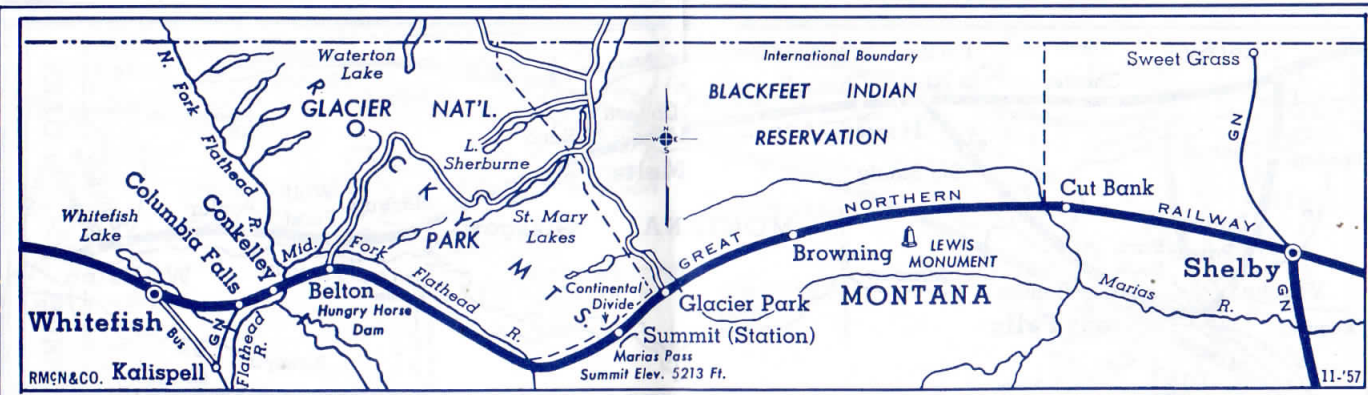 N. Fork Flathead R.
Waterton
Lake
International Boundary
Sweet Grass
GLACIER NAT'L.
PARK
ROCKY MTS.
BLACKFEET INDIAN
RESERVATION
L.
Sherburne
N
W E
S
GN
Whitefish
Lake
Columbia Falls
Conkelley
Mid. Fork Flathead R.
St. Mary
Lakes
GREAT NORTHERN RAILWAY
Cut Bank
Browning
LEWIS
MONUMENT
Shelby
Belton
Hungry Horse
Dam
Continental
Divide
Glacier Park
MONTANA
Marias
R.
GN
Whitefish
Bus
GN
Flathead R.
Summit (Station)
Marias Pass
Summit Elev. 5213 Ft.
Kalispell
RMCN&CO.
11-'57